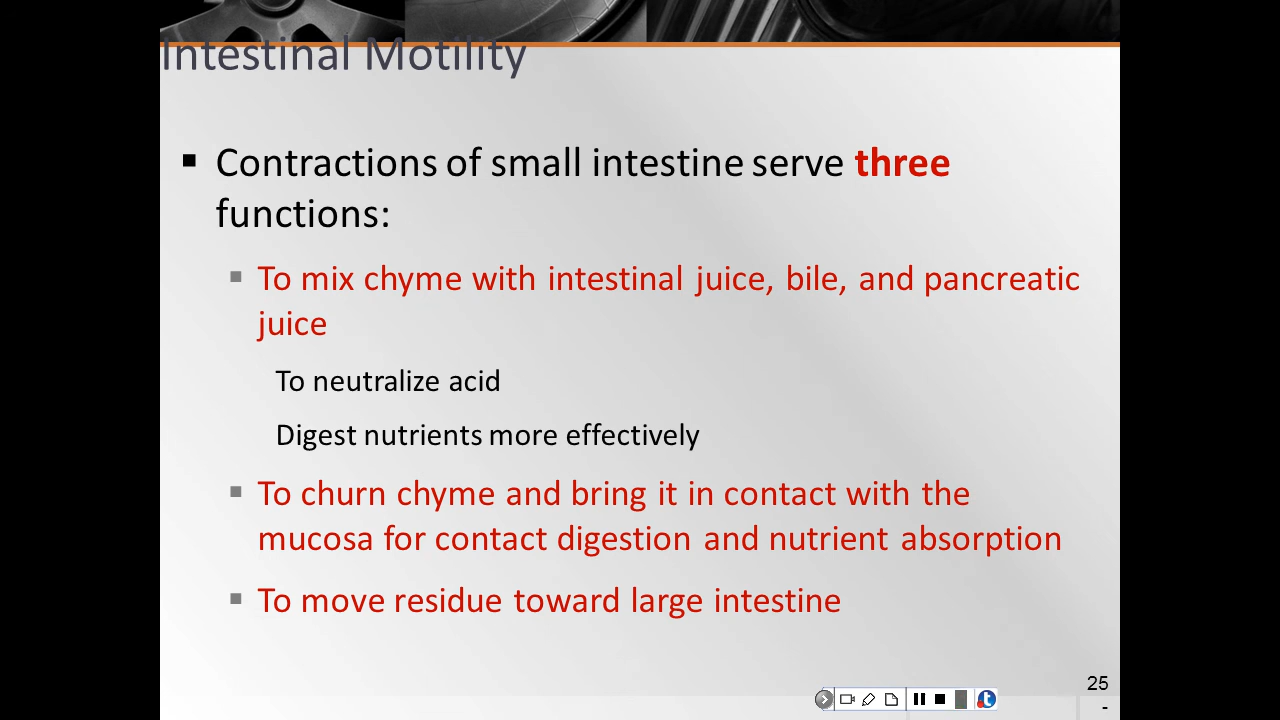 Intestinal Motility
▪ Contractions of small intestine serve three
functions:
▪ To mix chyme with intestinal juice, bile, and pancreatic
juice
To neutralize acid
Digest nutrients more effectively
▪ To churn chyme and bring it in contact with the
mucosa for contact digestion and nutrient absorption
▪ To move residue toward large intestine
25
-
t